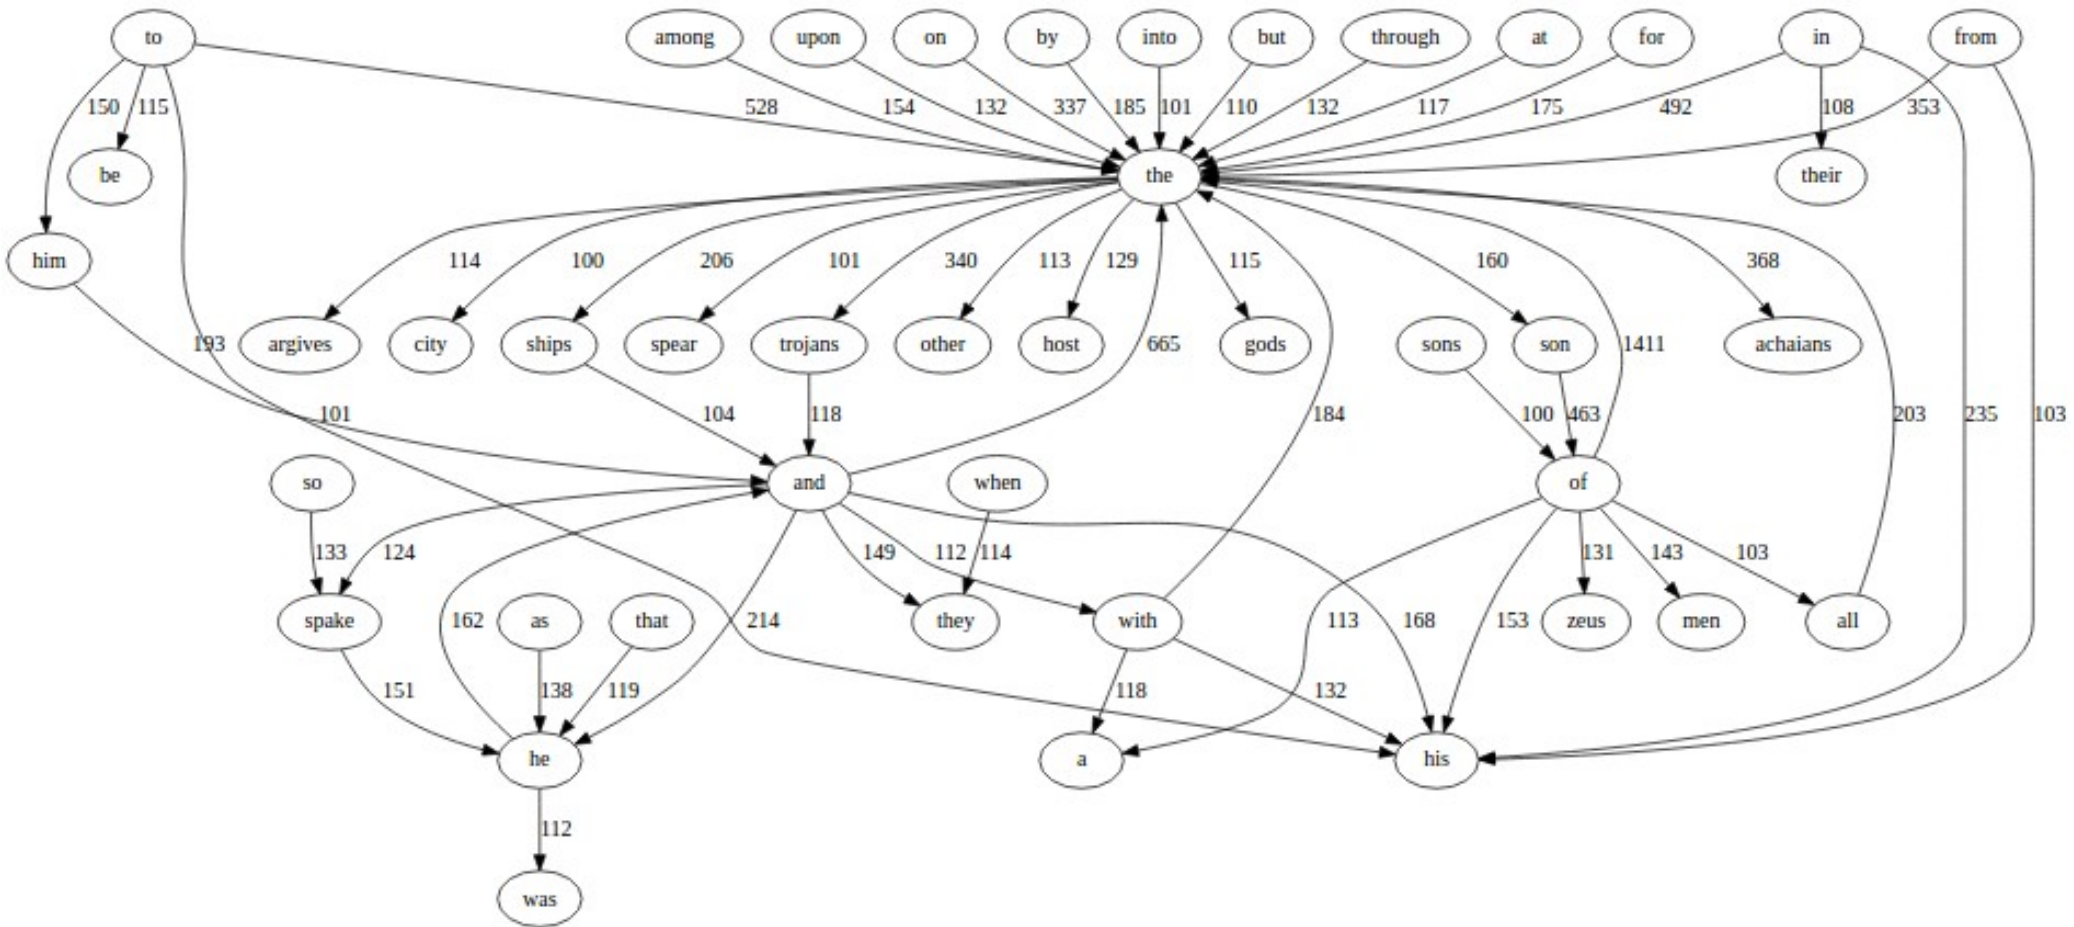 to among upon on by into but through at for in from
150 115 528 154 132 337 185 101 110 132 117 175 492 108 353
be the their
him 114 100 206 101 340 113 129 115 160 368
193 argives city ships spear trojans other host 665 gods sons son 1411 achaians
101 104 118 184 100 463 203 235 103
so and when of
133 124 149 112 114 131 143 103
spake 162 as that 214 they with 113 168 153 zeus men all
151 138 119 118 132
he a his
112
was